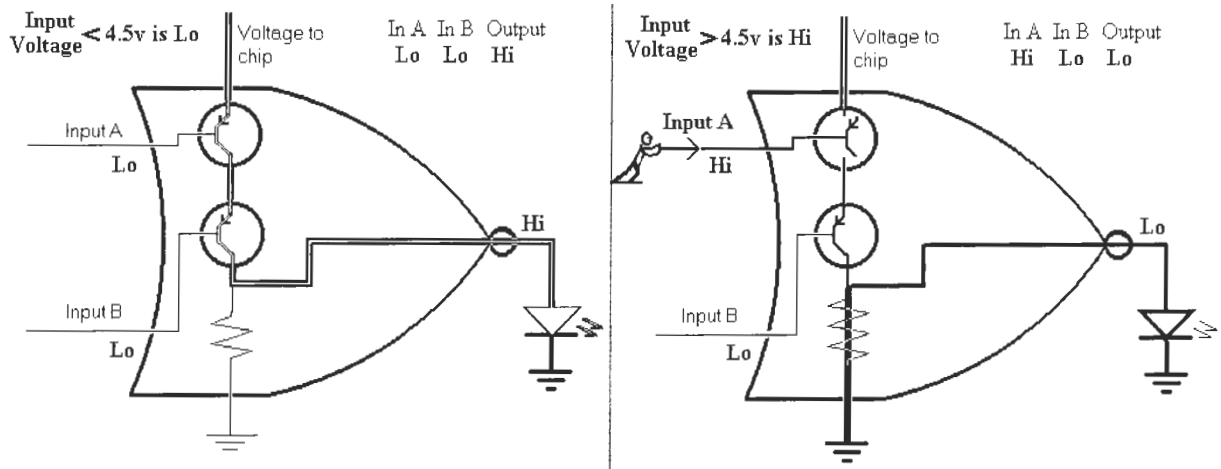 Input
Voltage < 4.5v is Lo
Voltage to
chip
In A In B Output
Lo Lo Hi
Input A
Lo
Hi
Input B
Lo
Input
Voltage > 4.5v is Hi
Voltage to
chip
In A In B Output
Hi Lo Lo
Input A
Hi
Lo
Input B
Lo